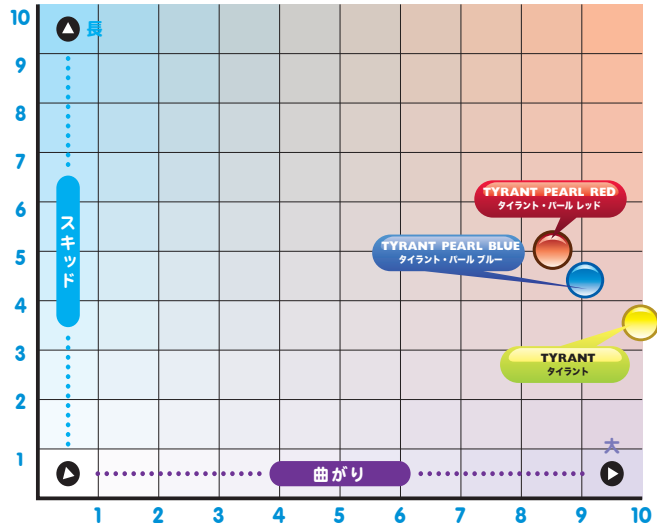 10
長
9
8
7
TYRANT PEARL RED
タイラント・パール レッド
6
スキッド
TYRANT PEARL BLUE
タイラント・パール ブルー
5
4
TYRANT
タイラント
3
2
大
1
曲がり
1 2 3 4 5 6 7 8 9 10